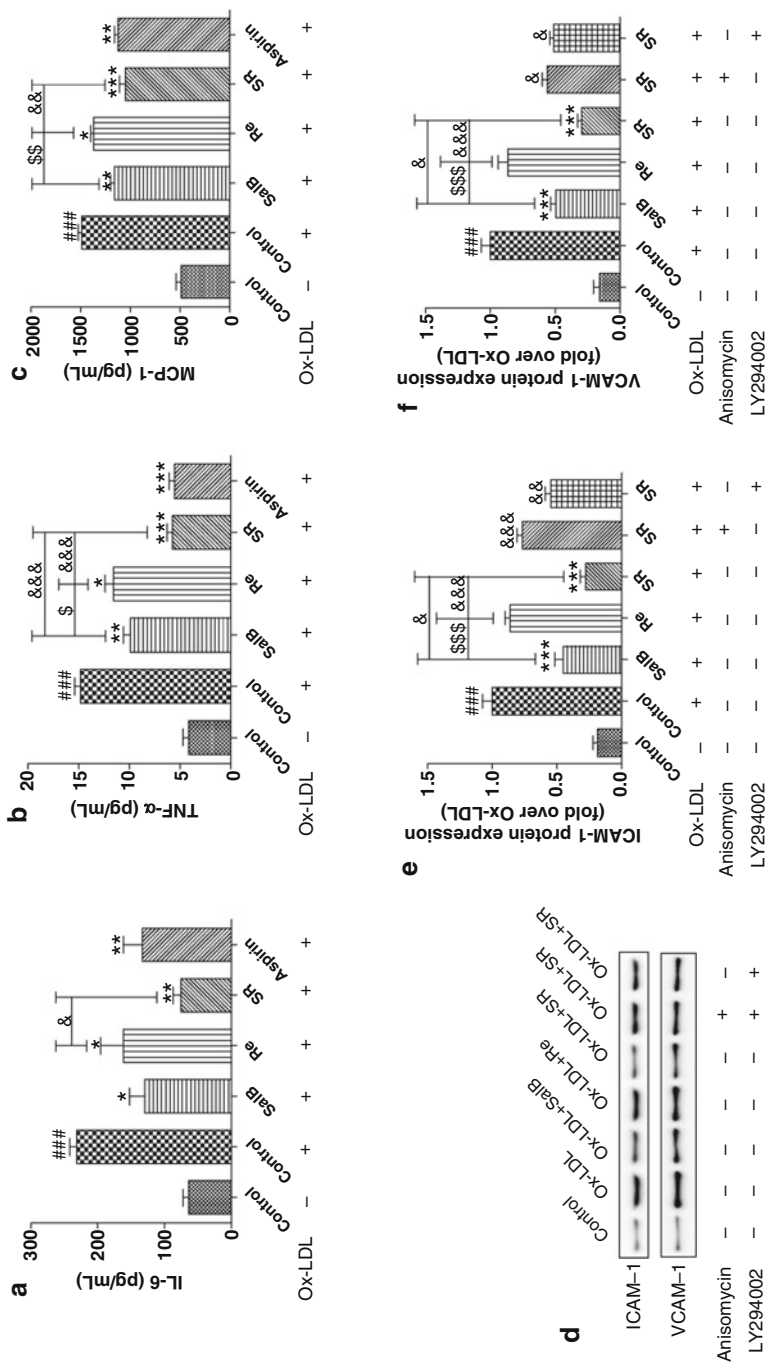 a
IL-6 (pg/mL)
300
200
100
0
###
*
*
&
**
**
Control
Control
SalB
Re
SR
Aspirin
Ox-LDL
–
+
+
+
+
+
b
TNF-α (pg/mL)
20
15
10
5
0
###
**
&&&
$
&&&
*
***
***
Control
Control
SalB
Re
SR
Aspirin
Ox-LDL
–
+
+
+
+
+
c
MCP-1 (pg/mL)
2000
1500
1000
500
0
###
**
$$
&&
*
***
**
Control
Control
SalB
Re
SR
Aspirin
Ox-LDL
–
+
+
+
+
+
d
Control
Ox-LDL
Ox-LDL+SalB
Ox-LDL+Re
Ox-LDL+SR
Ox-LDL+SR
Ox-LDL+SR
ICAM–1
VCAM–1
Anisomycin – – – – – + –
LY294002 – – – – – + +
e
ICAM-1 protein expression
(fold over Ox-LDL)
1.5
1.0
0.5
0.0
###
***
&
$$$
&&&
***
&&&
&&
Control
Control
SalB
Re
SR
SR
SR
Ox-LDL – + + + + + +
Anisomycin – – – – – + –
LY294002 – – – – – – +
f
VCAM-1 protein expression
(fold over Ox-LDL)
1.5
1.0
0.5
0.0
###
***
&
$$$
&&&
***
&
&
Control
Control
SalB
Re
SR
SR
SR
Ox-LDL – + + + + + +
Anisomycin – – – – – + –
LY294002 – – – – – – +